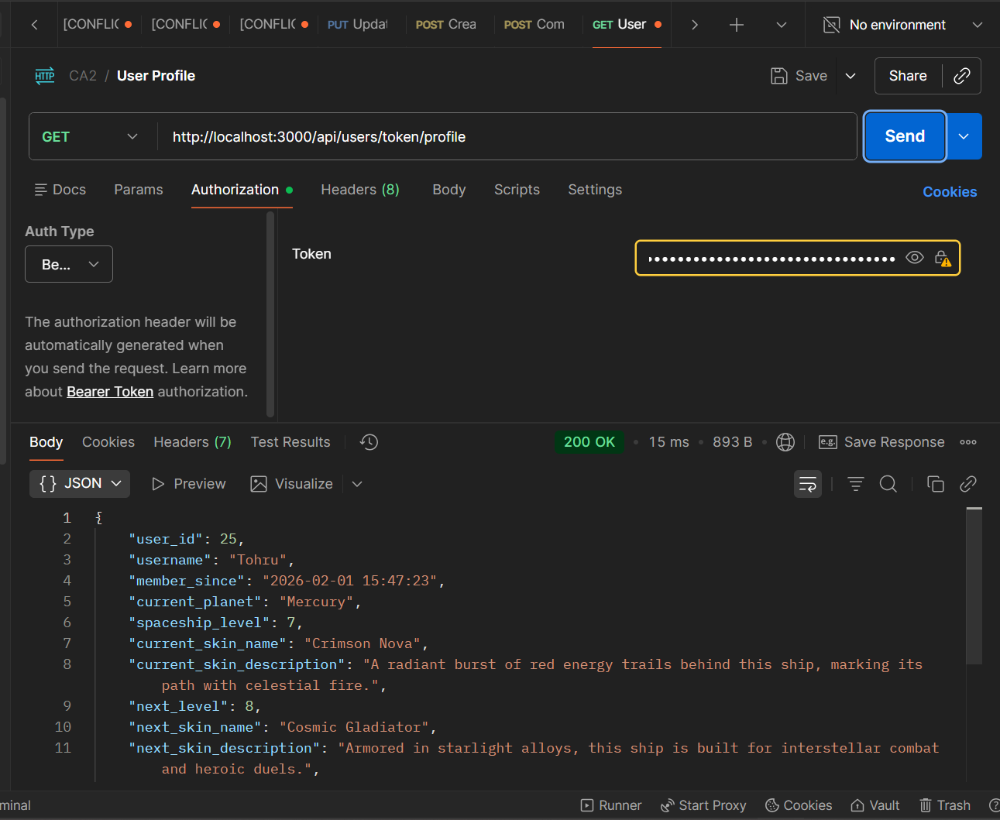 [CONFLIC
[CONFLIC
[CONFLIC
PUT Updat
POST Crea
POST Com
GET User
No environment
HTTP
CA2 / User Profile
Save
Share
GET
http://localhost:3000/api/users/token/profile
Send
Docs
Params
Authorization
Headers (8)
Body
Scripts
Settings
Cookies
Auth Type
Be...
The authorization header will be
automatically generated when
you send the request. Learn more
about Bearer Token authorization.
Token
Body
Cookies
Headers (7)
Test Results
200 OK
15 ms
893 B
e.g.
Save Response
{} JSON
Preview
Visualize
1 {
2 "user_id": 25,
3 "username": "Tohru",
4 "member_since": "2026-02-01 15:47:23",
5 "current_planet": "Mercury",
6 "spaceship_level": 7,
7 "current_skin_name": "Crimson Nova",
8 "current_skin_description": "A radiant burst of red energy trails behind this ship, marking its
path with celestial fire.",
9 "next_level": 8,
10 "next_skin_name": "Cosmic Gladiator",
11 "next_skin_description": "Armored in starlight alloys, this ship is built for interstellar combat
and heroic duels.",
minal
Runner
Start Proxy
Cookies
Vault
Trash